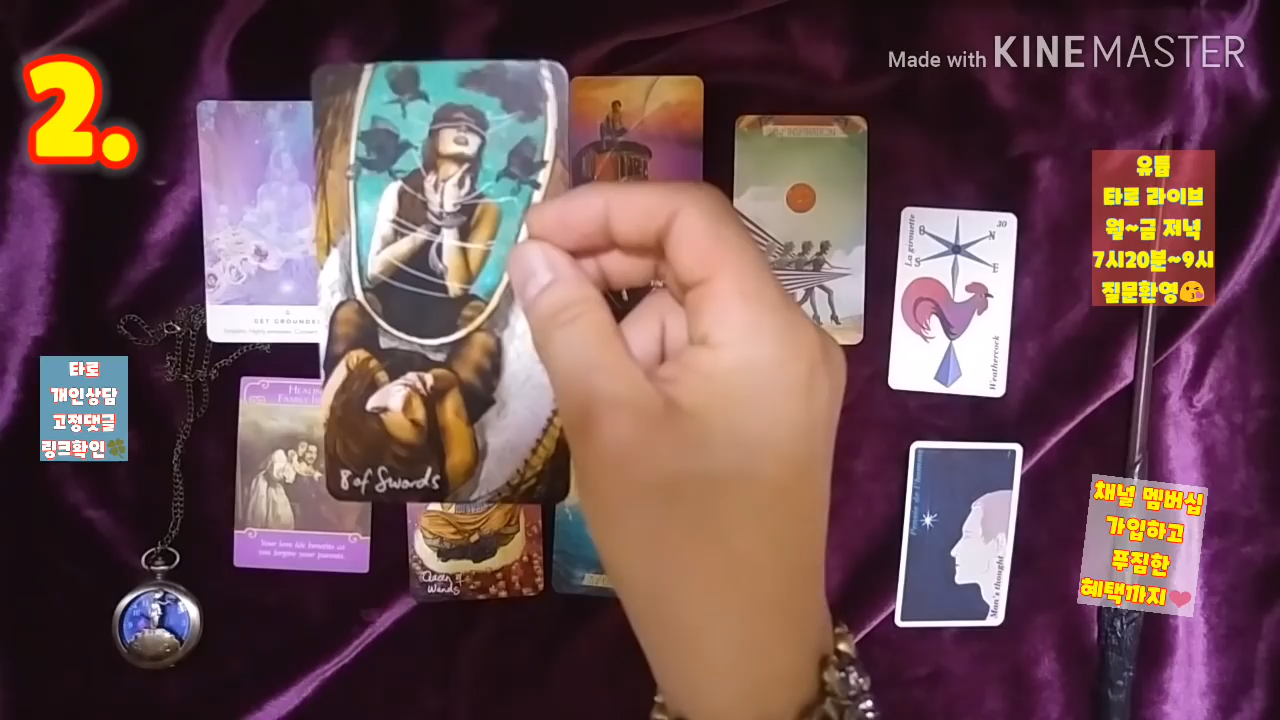 2.
Made with KINEMASTER
유튭
타로 라이브
월~금 저녁
7시20분~9시
질문환영😘
타로
개인상담
고정댓글
링크확인🍀
채널 멤버십
가입하고
푸짐한
혜택까지❤
8 of Swords
GET GROUNDED
Your love life benefits as
you forgive your parents.
Queen of
Wands
30
La girouette
Weathercock
Man's thought